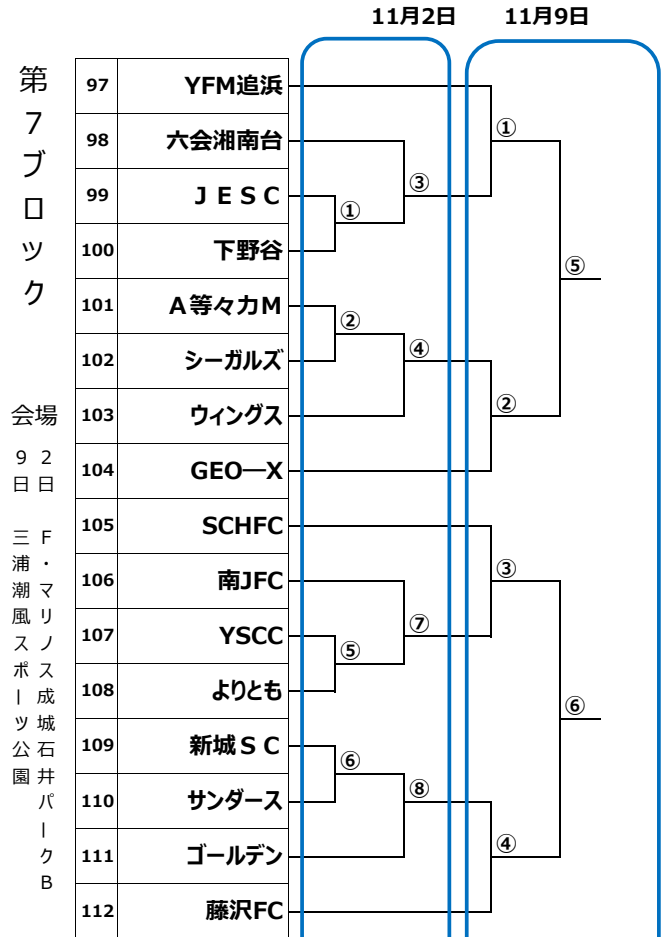 11月2日 11月9日
第7ブロック
97 YFM追浜
98 六会湘南台
99 ＪＥＳＣ
100 下野谷
101 Ａ等々力Ｍ
102 シーガルズ
103 ウィングス
104 GEO―X
105 SCHFC
106 南JFC
107 YSCC
108 よりとも
109 新城ＳＣ
110 サンダース
111 ゴールデン
112 藤沢FC
①
③
①
⑤
②
④
②
③
⑦
⑤
⑥
⑥
⑧
④
会場
2日 F・マリノス成城石井パークB
9日 三浦潮風スポーツ公園